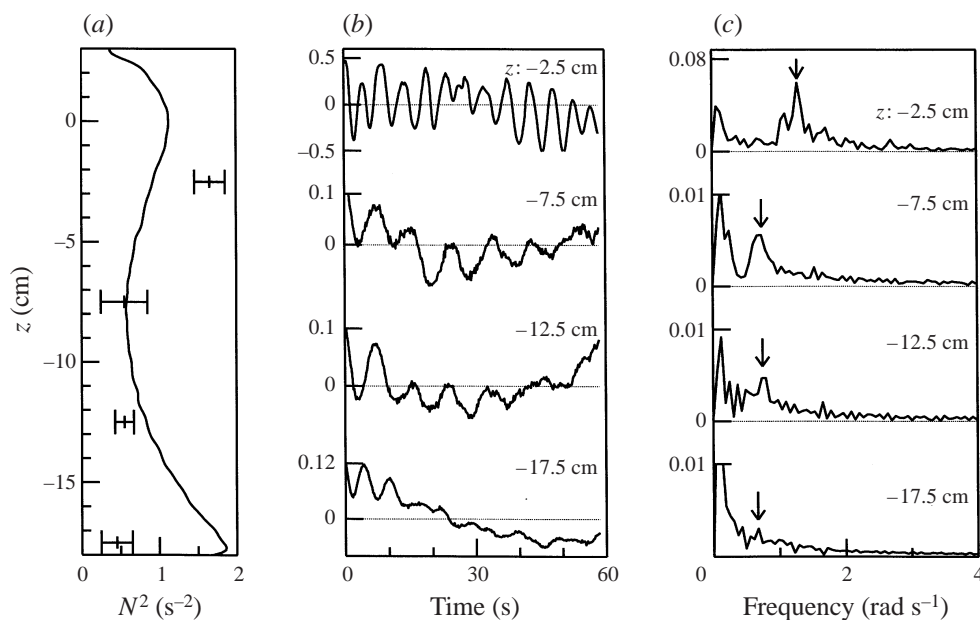 (a)
0
−5
−10
−15
z (cm)
0
1
2
N² (s⁻²)
(b)
0.5
0
−0.5
z: −2.5 cm
0.1
0
−7.5 cm
0.1
0
−12.5 cm
0.12
0
−17.5 cm
0
30
60
Time (s)
(c)
0.08
0
z: −2.5 cm
0.01
0
−7.5 cm
0.01
0
−12.5 cm
0.01
−17.5 cm
0
2
4
Frequency (rad s⁻¹)